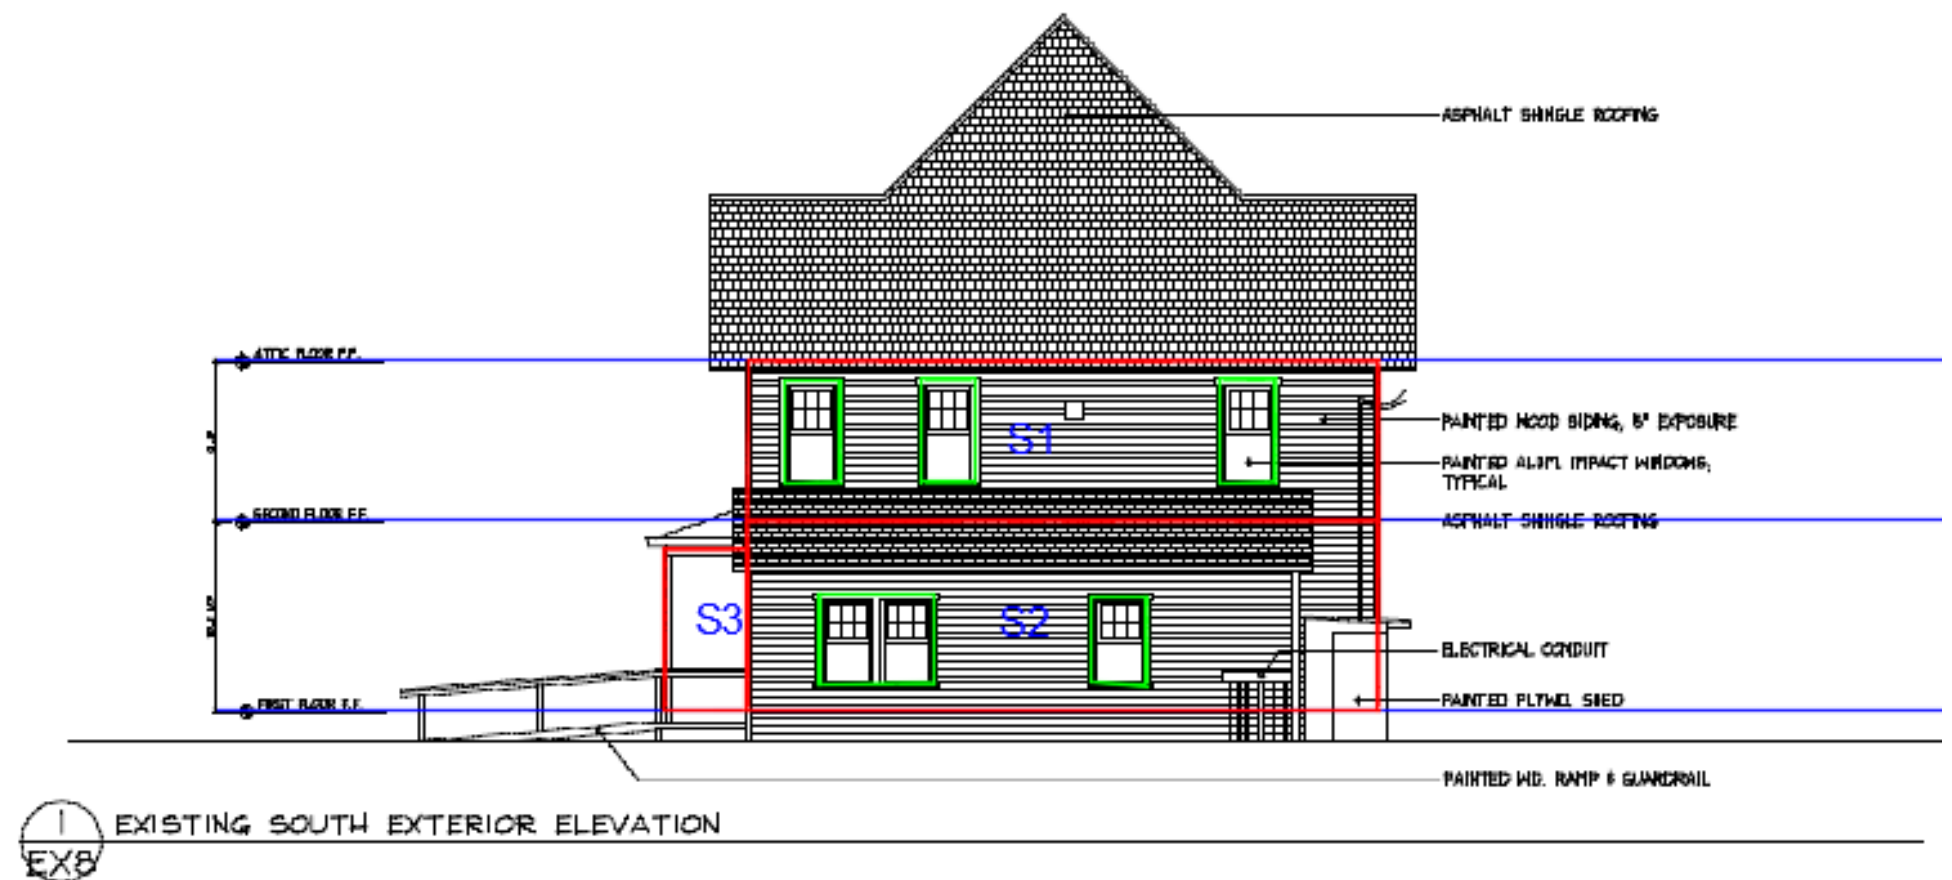 ASPHALT SHINGLE ROOFING
ATTIC FLOOR F.F.
PAINTED WOOD SIDING, 5" EXPOSURE
S1
PAINTED ALUM. IMPACT WINDOWS,
TYPICAL
SECOND FLOOR F.F.
ASPHALT SHINGLE ROOFING
S3
S2
ELECTRICAL CONDUIT
FIRST FLOOR F.F.
PAINTED PLYWD. SHED
PAINTED WD. RAMP & GUARDRAIL
1
EXISTING SOUTH EXTERIOR ELEVATION
EX8